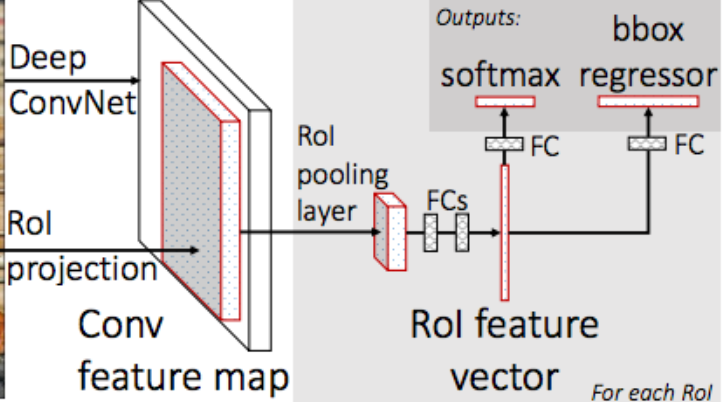 Deep
ConvNet
RoI
projection
Conv
feature map
RoI
pooling
layer
FCs
RoI feature
vector
Outputs:
softmax
bbox
regressor
FC
FC
For each RoI